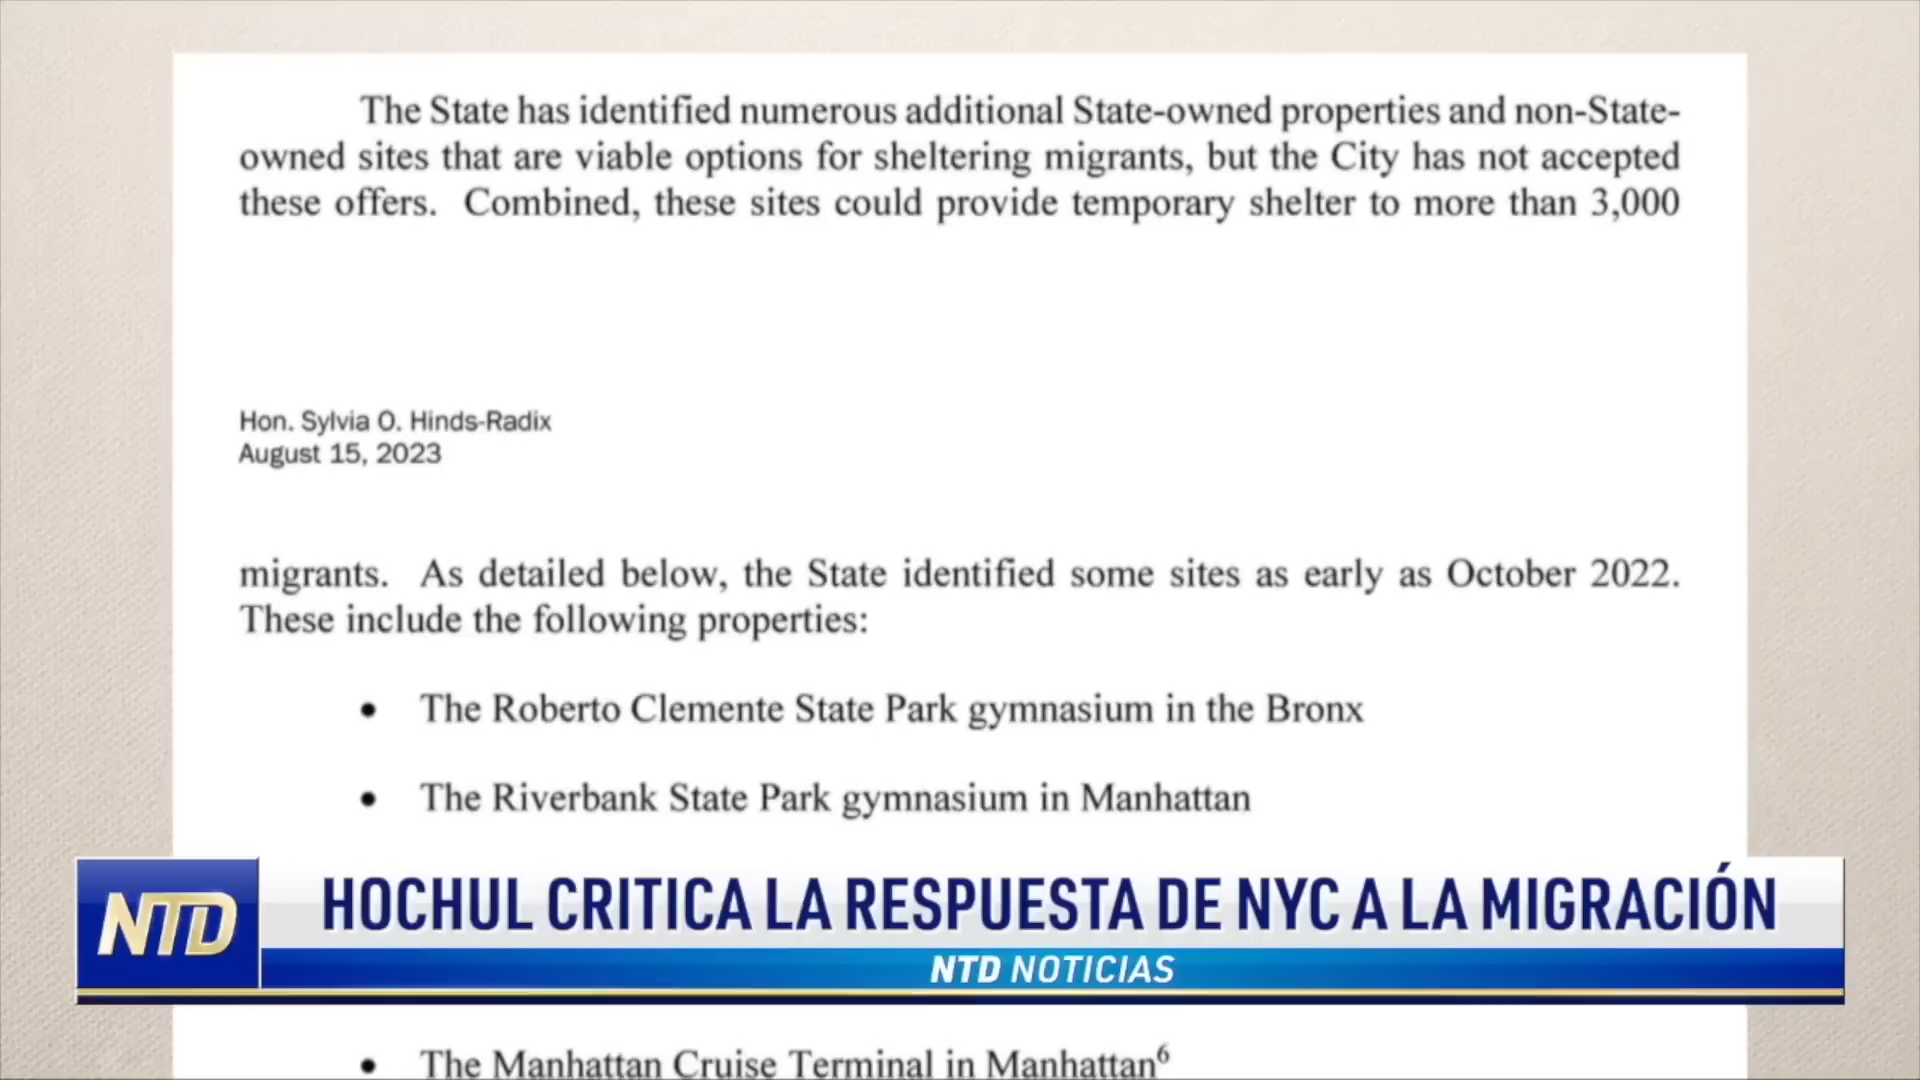 The State has identified numerous additional State-owned properties and non-State-
owned sites that are viable options for sheltering migrants, but the City has not accepted
these offers. Combined, these sites could provide temporary shelter to more than 3,000
Hon. Sylvia O. Hinds-Radix
August 15, 2023
migrants. As detailed below, the State identified some sites as early as October 2022.
These include the following properties:
• The Roberto Clemente State Park gymnasium in the Bronx
• The Riverbank State Park gymnasium in Manhattan
NTD
HOCHUL CRITICA LA RESPUESTA DE NYC A LA MIGRACIÓN
NTD NOTICIAS
• The Manhattan Cruise Terminal in Manhattan⁶